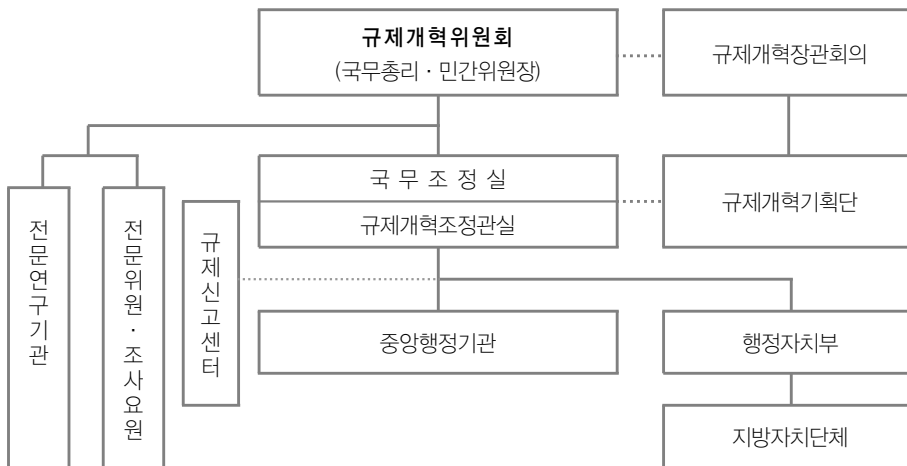 규제개혁위원회
(국무총리 · 민간위원장)
규제개혁장관회의
국 무 조 정 실
규제개혁조정관실
규제개혁기획단
전문연구기관
전문위원 · 조사요원
규제신고센터
중앙행정기관
행정자치부
지방자치단체